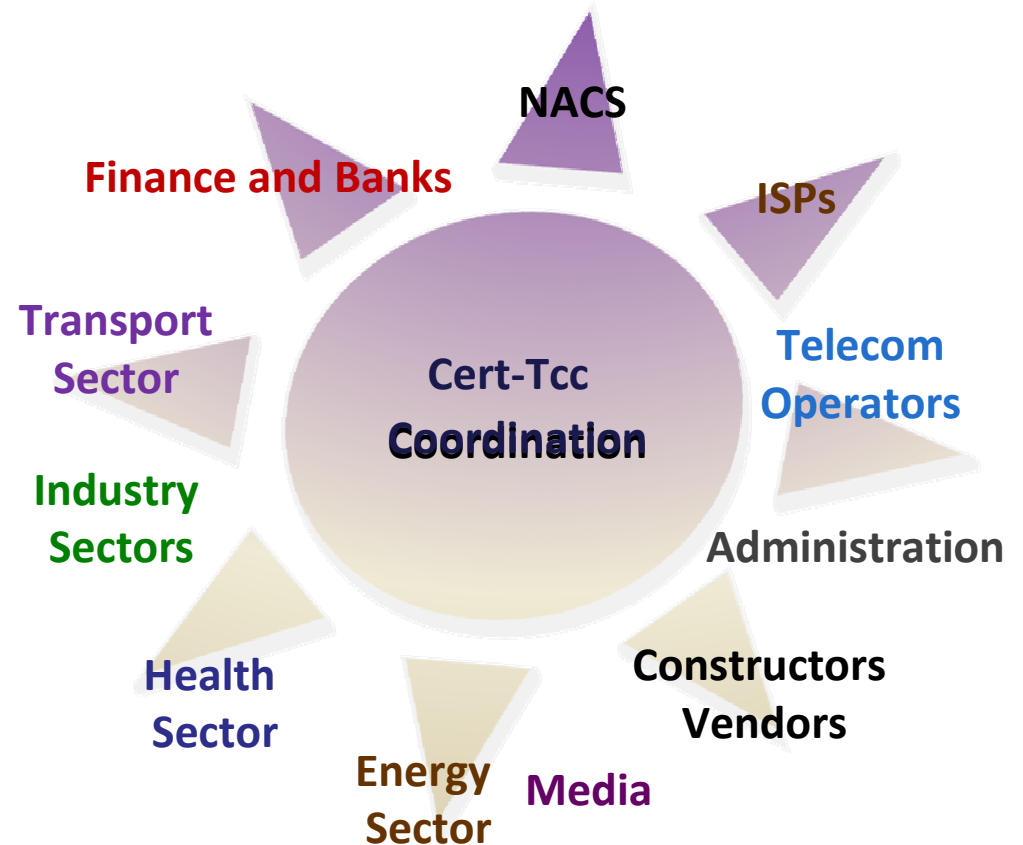 NACS
Finance and Banks
ISPs
Transport
Sector
Telecom
Operators
Cert-Tcc
Coordination
Industry
Sectors
Administration
Health
Sector
Constructors
Vendors
Energy
Sector
Media